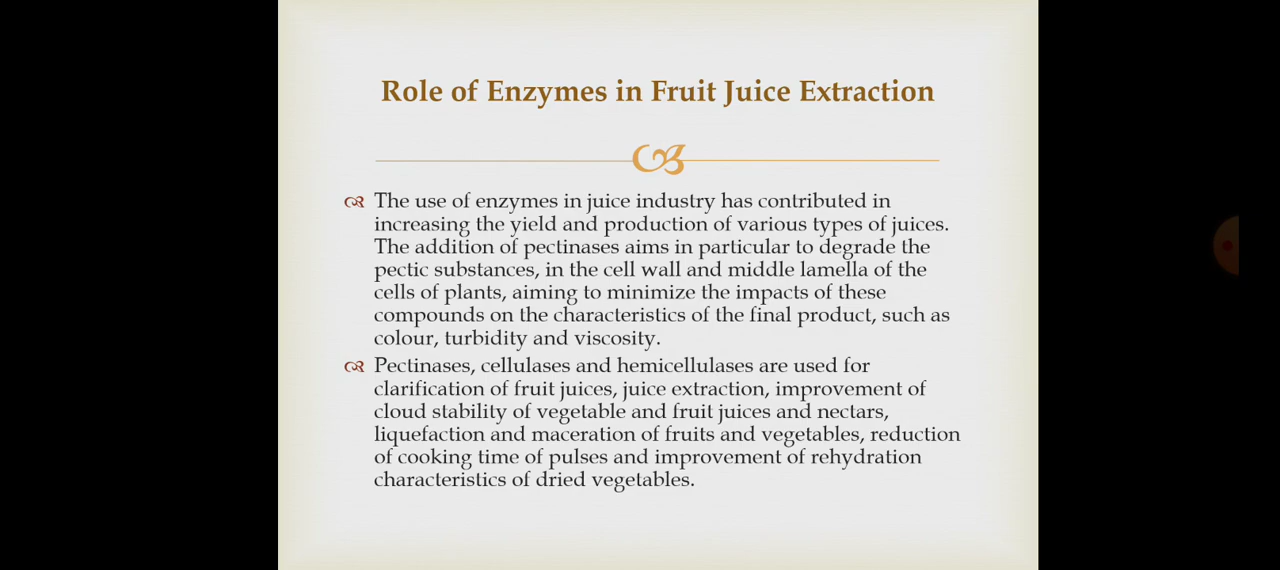 Role of Enzymes in Fruit Juice Extraction
The use of enzymes in juice industry has contributed in
increasing the yield and production of various types of juices.
The addition of pectinases aims in particular to degrade the
pectic substances, in the cell wall and middle lamella of the
cells of plants, aiming to minimize the impacts of these
compounds on the characteristics of the final product, such as
colour, turbidity and viscosity.
Pectinases, cellulases and hemicellulases are used for
clarification of fruit juices, juice extraction, improvement of
cloud stability of vegetable and fruit juices and nectars,
liquefaction and maceration of fruits and vegetables, reduction
of cooking time of pulses and improvement of rehydration
characteristics of dried vegetables.